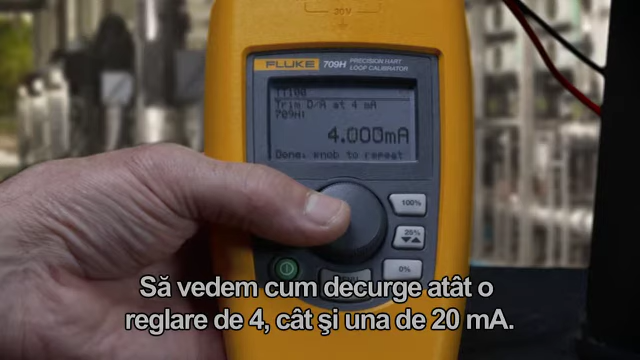 20V
FLUKE 709H PRECISION HART
LOOP CALIBRATOR
TT100
Trim D/A at 4 mA
709H:
4.000mA
Done, knob to repeat
100%
25%
0%
MENU
Să vedem cum decurge atât o
reglare de 4, cât şi una de 20 mA.